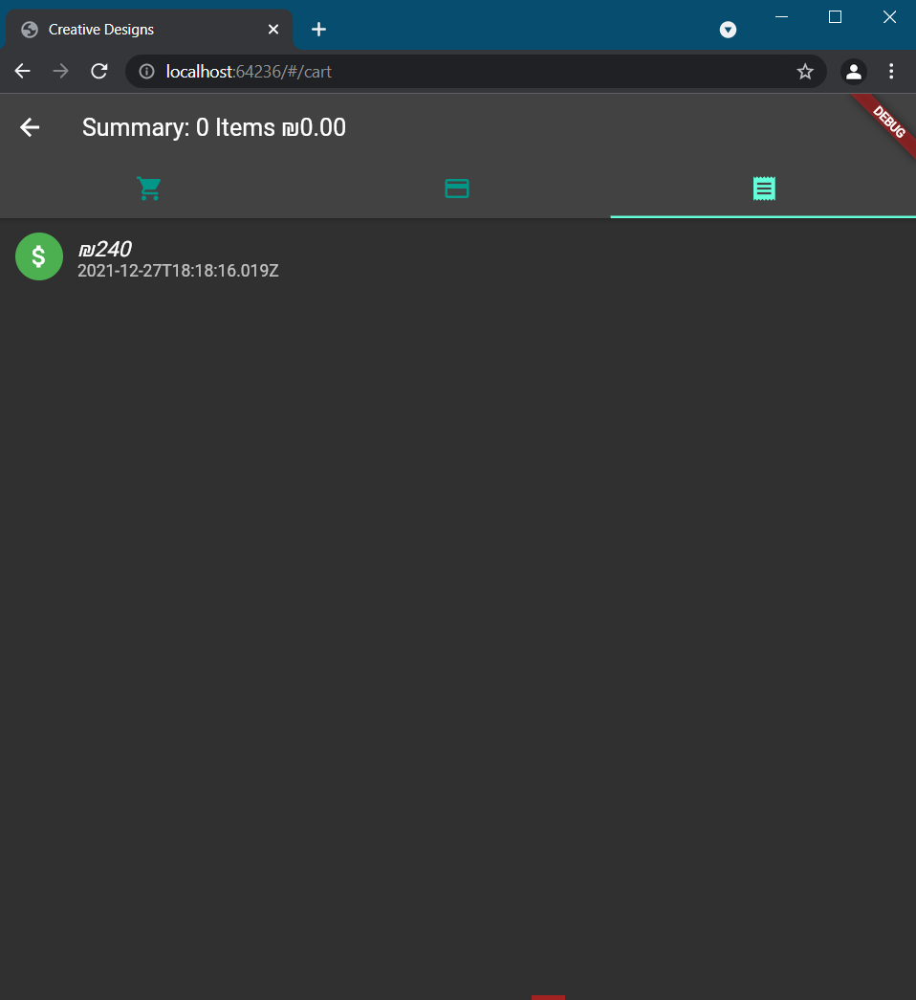 Creative Designs
localhost:64236/#/cart
DEBUG
Summary: 0 Items ₪0.00
₪240
2021-12-27T18:18:16.019Z